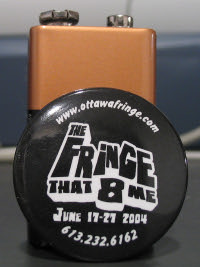 www.ottawafringe.com
THE
FRINGE
THAT 8 ME
JUNE 17-27 2004
613.232.6162